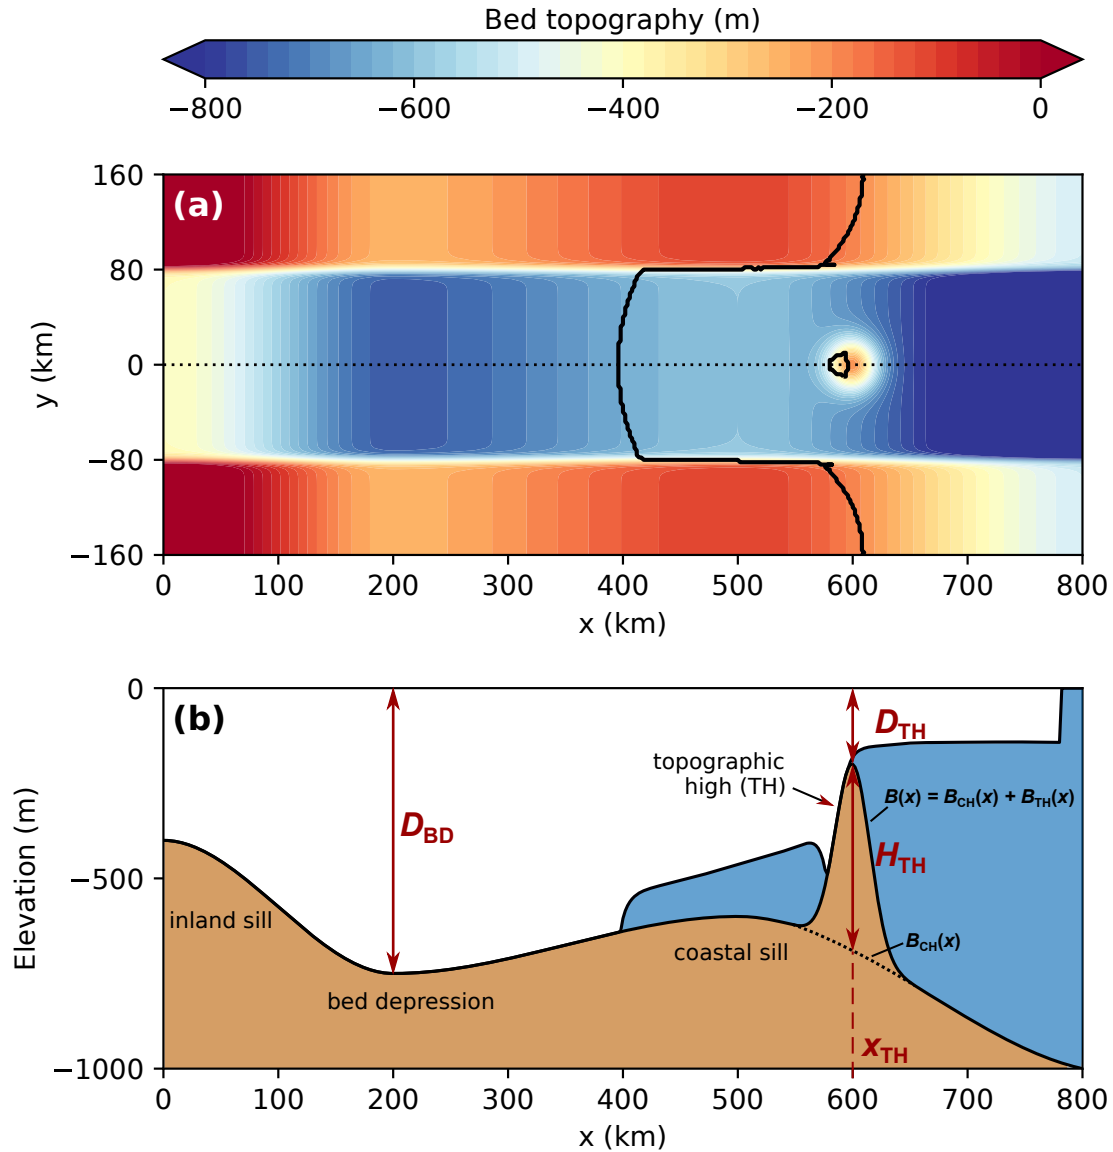 Bed topography (m)
−800 −600 −400 −200 0
(a)
160
80
0
−80
−160
y (km)
0 100 200 300 400 500 600 700 800
x (km)
(b)
0
−500
−1000
Elevation (m)
D_TH
topographic
high (TH)
B(x) = B_CH(x) + B_TH(x)
D_BD
H_TH
inland sill
B_CH(x)
coastal sill
bed depression
x_TH
0 100 200 300 400 500 600 700 800
x (km)